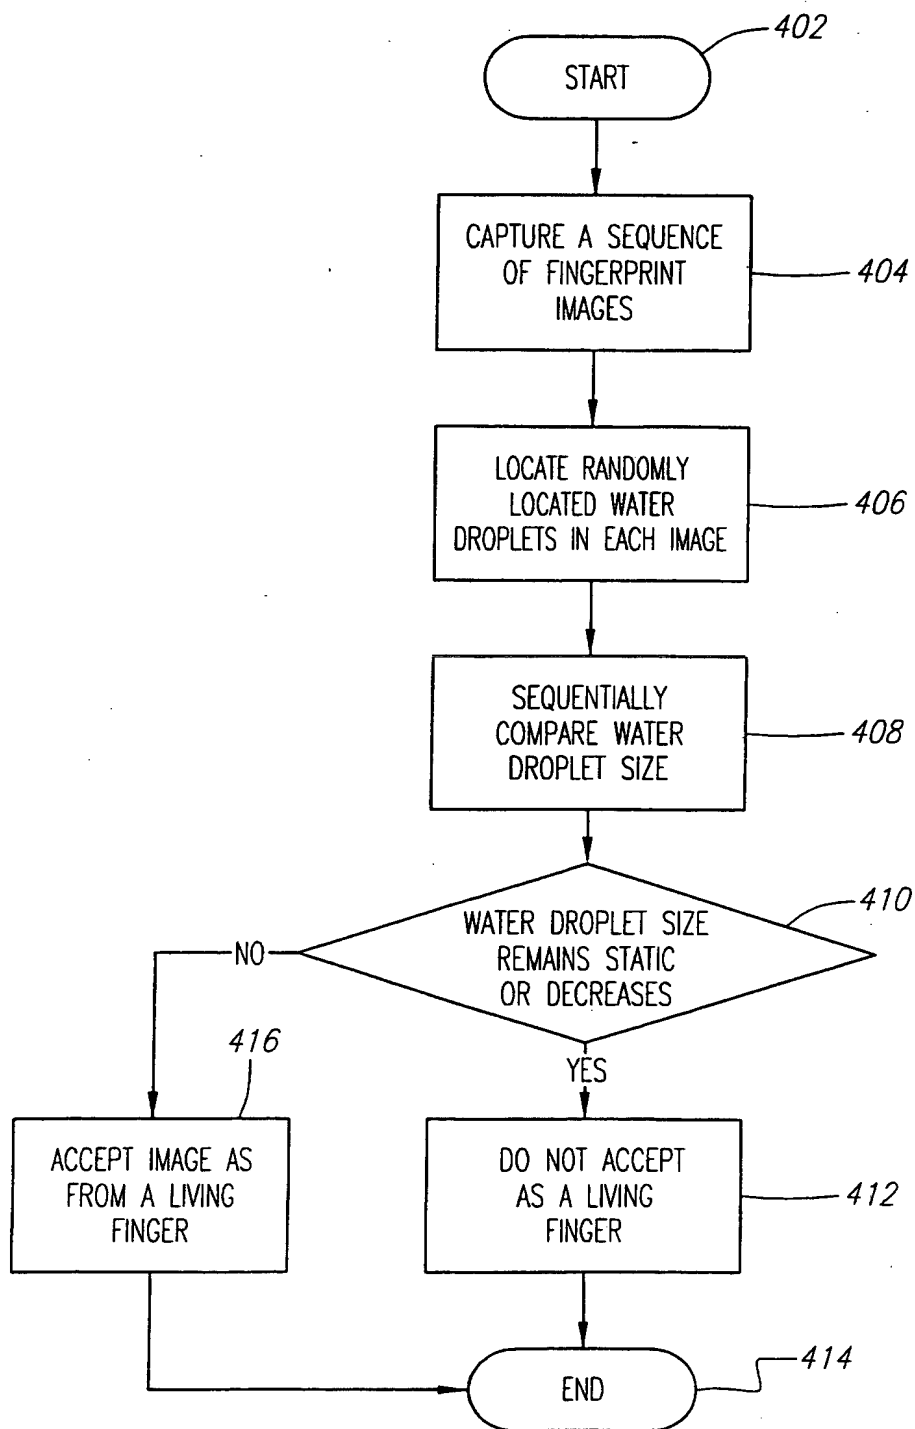 402
START
CAPTURE A SEQUENCE
OF FINGERPRINT
IMAGES
404
LOCATE RANDOMLY
LOCATED WATER
DROPLETS IN EACH IMAGE
406
SEQUENTIALLY
COMPARE WATER
DROPLET SIZE
408
410
WATER DROPLET SIZE
REMAINS STATIC
OR DECREASES
NO
YES
416
ACCEPT IMAGE AS
FROM A LIVING
FINGER
DO NOT ACCEPT
AS A LIVING
FINGER
412
END
414